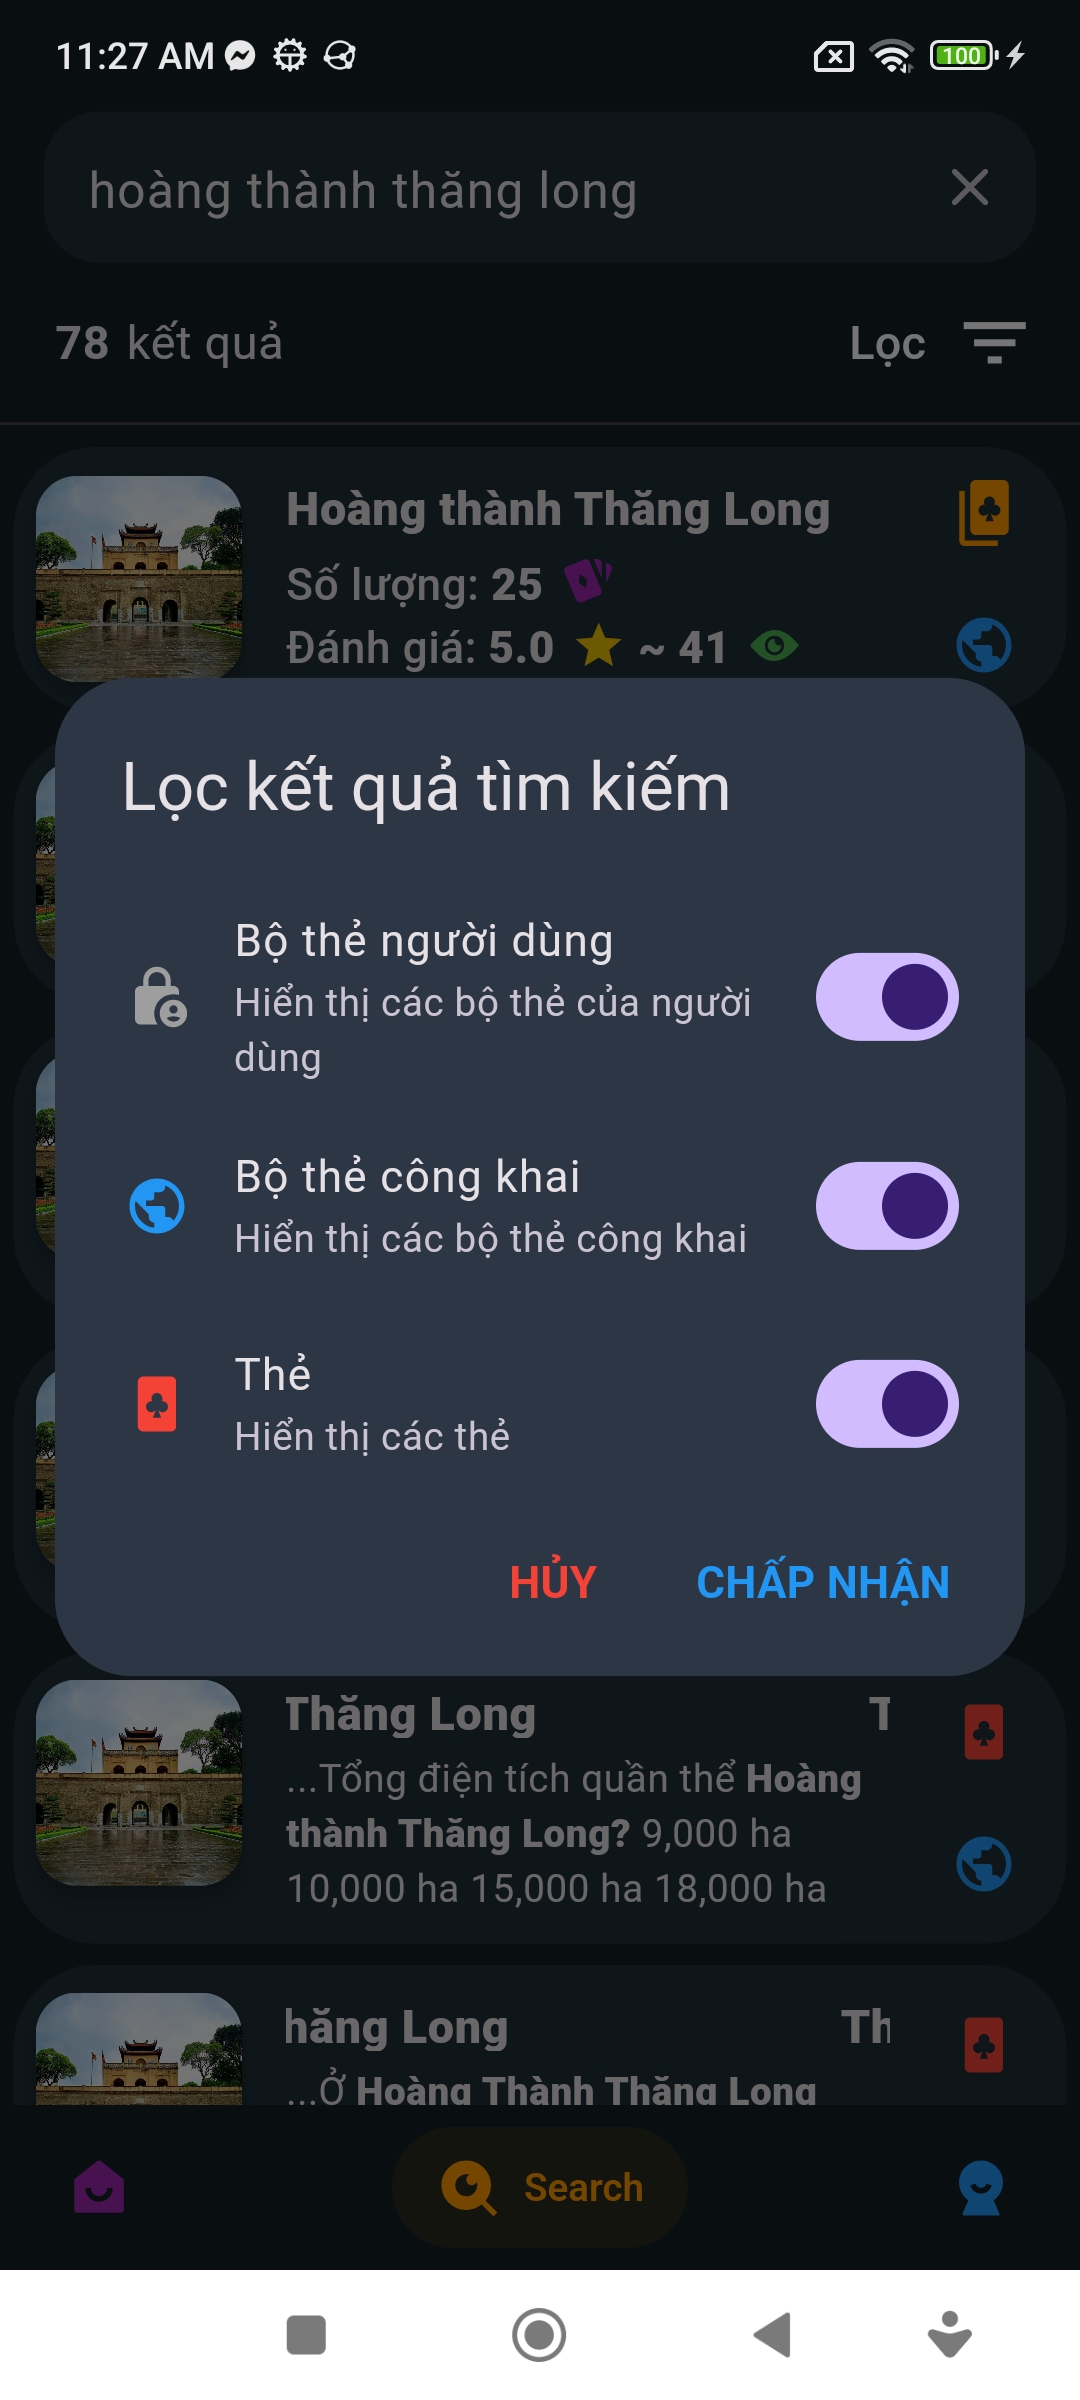 11:27 AM
100
hoàng thành thăng long
78 kết quả
Lọc
Hoàng thành Thăng Long
Số lượng: 25
Đánh giá: 5.0 ~ 41
Lọc kết quả tìm kiếm
Bộ thẻ người dùng
Hiển thị các bộ thẻ của người
dùng
Bộ thẻ công khai
Hiển thị các bộ thẻ công khai
Thẻ
Hiển thị các thẻ
HỦY
CHẤP NHẬN
Thăng Long T
...Tổng điện tích quần thể Hoàng
thành Thăng Long? 9,000 ha
10,000 ha 15,000 ha 18,000 ha
hăng Long Th
...Ở Hoàng Thành Thăng Long
Search